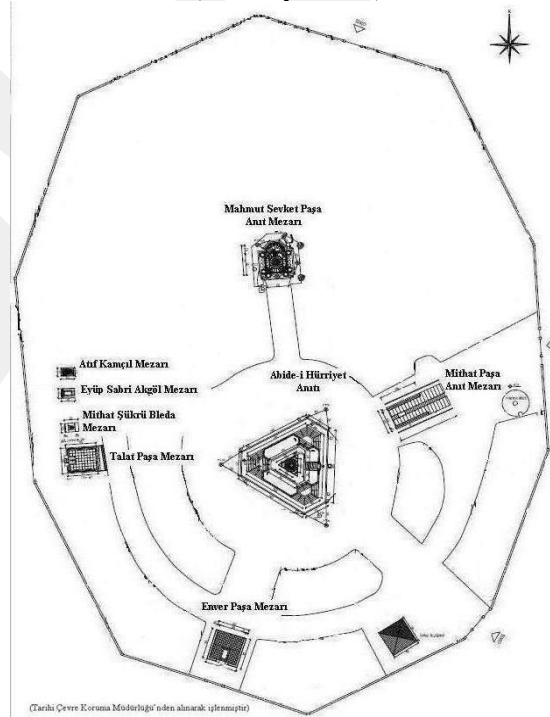 Mahmut Sevket Paşa
Anıt Mezarı
Atıf Kamçıl Mezarı
Eyüp Sabri Akgöl Mezarı
Mithat Şükrü Bleda
Mezarı
Talat Paşa Mezarı
Abide-i Hürriyet
Anıtı
Mithat Paşa
Anıt Mezarı
Enver Paşa Mezarı
(Tarihi Çevre Koruma Müdürlüğü'nden alınarak işlenmiştir)